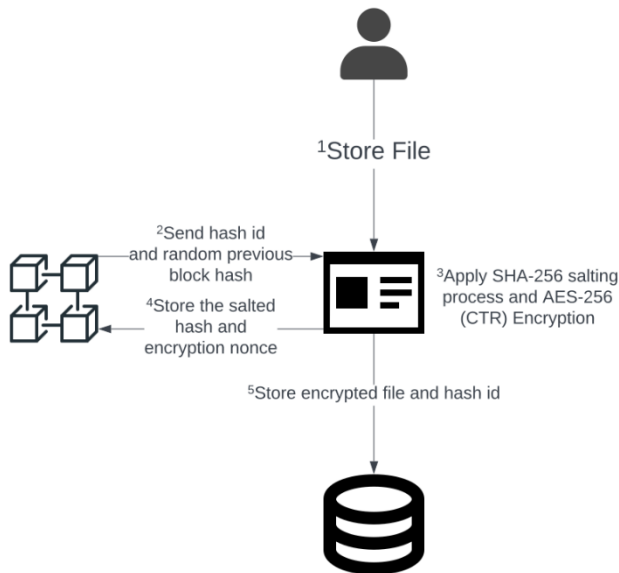 ¹Store File
²Send hash id
and random previous
block hash
³Apply SHA-256 salting
process and AES-256
(CTR) Encryption
⁴Store the salted
hash and
encryption nonce
⁵Store encrypted file and hash id